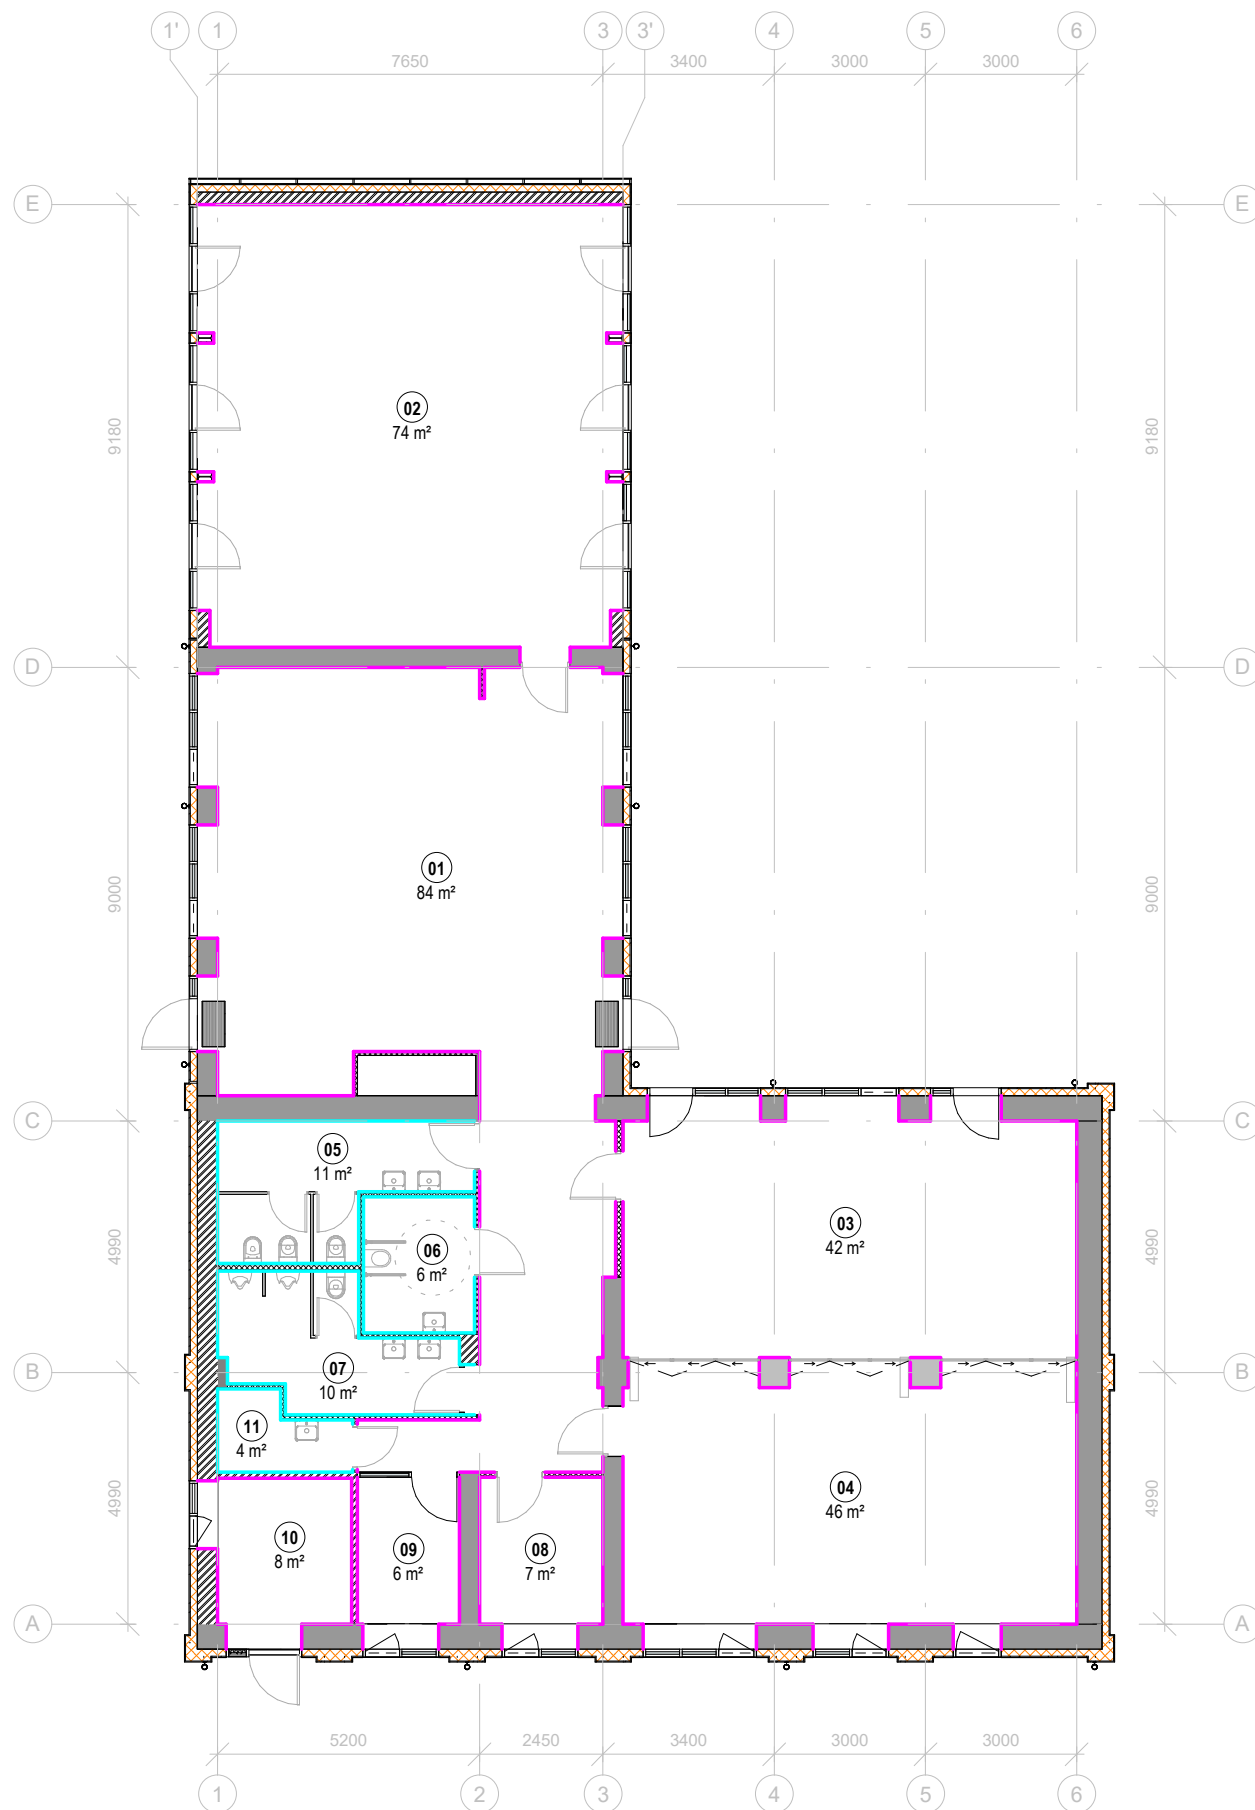 1' 1 3 3' 4 5 6
7650 3400 3000 3000
E E
02
74 m²
9180 9180
D D
01
84 m²
9000 9000
C C
05
11 m²
03
42 m²
06
6 m²
4990 4990
07
10 m²
B B
11
4 m²
04
46 m²
4990 4990
10
8 m²
09
6 m²
08
7 m²
A A
5200 2450 3400 3000 3000
1 2 3 4 5 6